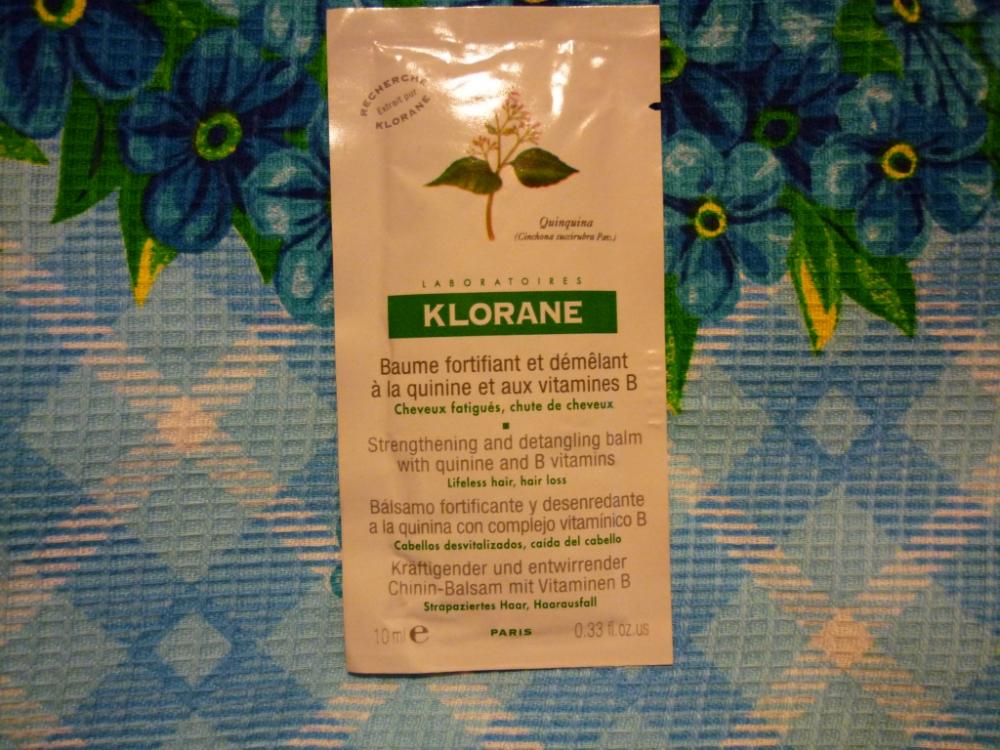 RECHERCHE
Extrait pur
KLORANE
Quinquina
(Cinchona succirubra Pav.)
LABORATOIRES
KLORANE
Baume fortifiant et démêlant
à la quinine et aux vitamines B
Cheveux fatigués, chute de cheveux
Strengthening and detangling balm
with quinine and B vitamins
Lifeless hair, hair loss
Bálsamo fortificante y desenredante
a la quinina con complejo vitamínico B
Cabellos desvitalizados, caída del cabello
Kräftigender und entwirrender
Chinin-Balsam mit Vitaminen B
Strapaziertes Haar, Haarausfall
10 ml e PARIS 0.33 fl.oz.us